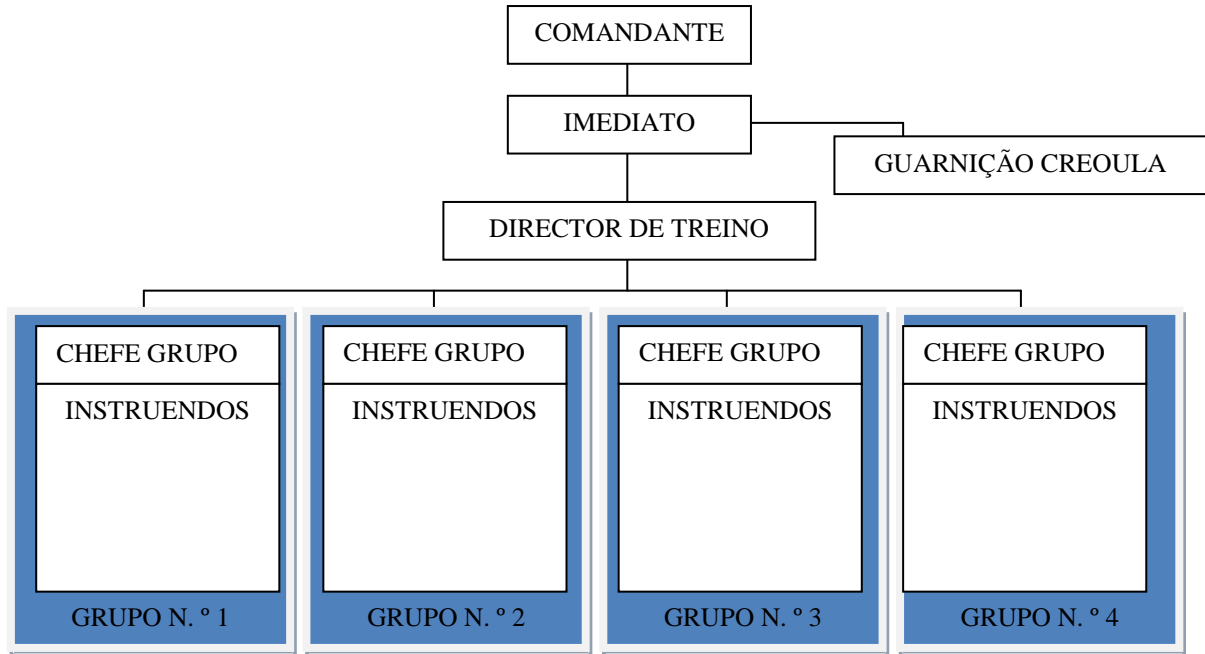 COMANDANTE
IMEDIATO
GUARNIÇÃO CREOULA
DIRECTOR DE TREINO
CHEFE GRUPO
INSTRUENDOS
GRUPO N. º 1
CHEFE GRUPO
INSTRUENDOS
GRUPO N. º 2
CHEFE GRUPO
INSTRUENDOS
GRUPO N. º 3
CHEFE GRUPO
INSTRUENDOS
GRUPO N. º 4